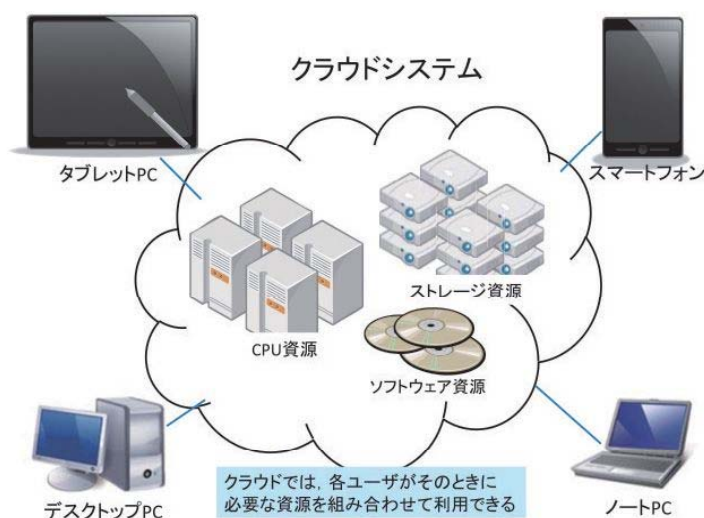 クラウドシステム
タブレットPC
スマートフォン
ストレージ資源
CPU資源
ソフトウェア資源
デスクトップPC
クラウドでは，各ユーザがそのときに
必要な資源を組み合わせて利用できる
ノートPC